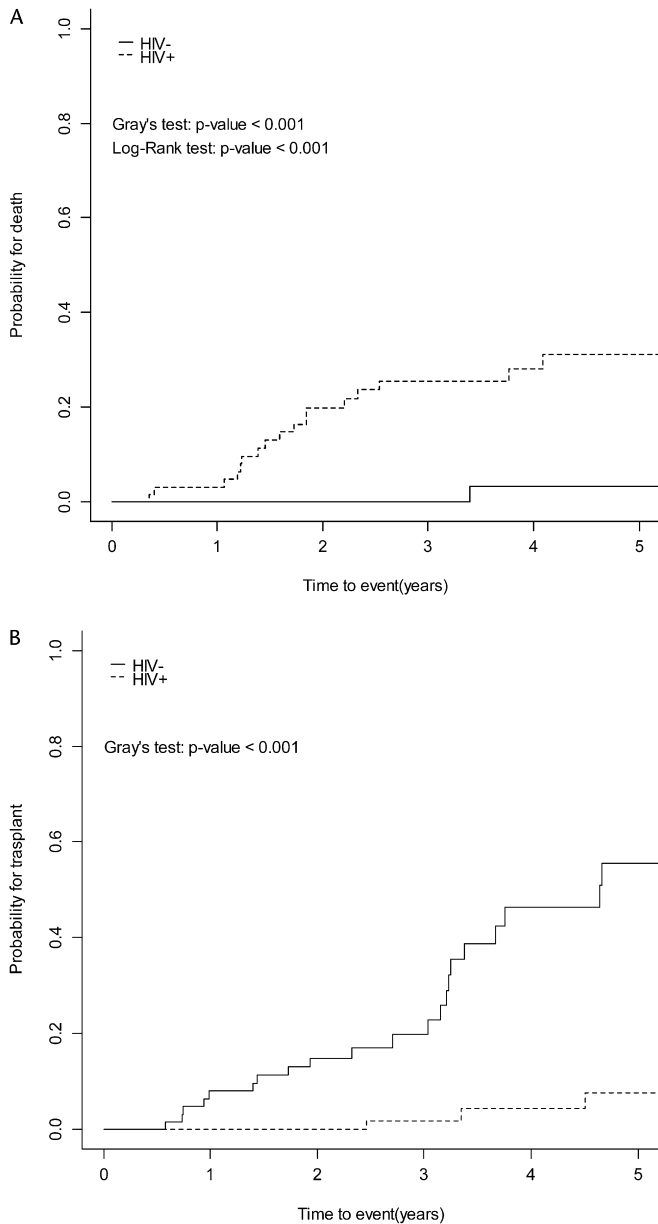 A
HIV-
HIV+
Gray's test: p-value < 0.001
Log-Rank test: p-value < 0.001
Probability for death
1.0
0.8
0.6
0.4
0.2
0.0
0 1 2 3 4 5
Time to event(years)
B
HIV-
HIV+
Gray's test: p-value < 0.001
Probability for trasplant
1.0
0.8
0.6
0.4
0.2
0.0
0 1 2 3 4 5
Time to event(years)